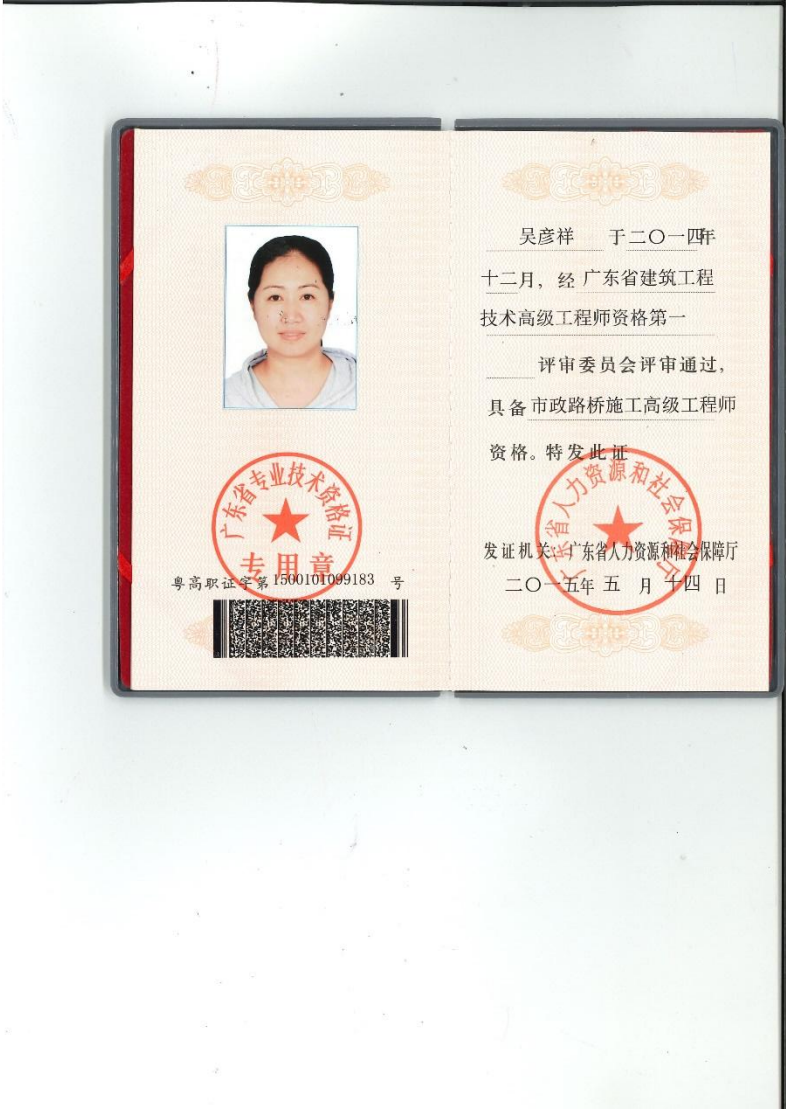 广东省专业技术资格证
专用章
粤高职证字第1500101099183 号
吴彦祥 于二〇一四年
十二月，经 广东省建筑工程
技术高级工程师资格第一
评审委员会评审通过，
具备市政路桥施工高级工程师
资格。特发此证
广东省人力资源和社会保障厅
发证机关：广东省人力资源和社会保障厅
二〇一五年 五 月 十四 日